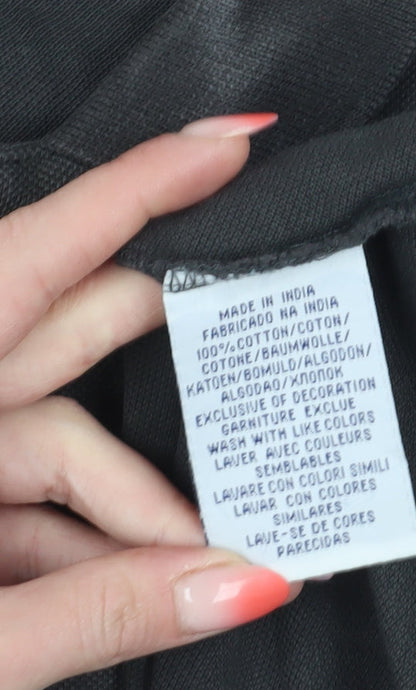 MADE IN INDIA
FABRICADO NA INDIA
100%COTTON/COTON/
COTONE/BAUMWOLLE/
KATOEN/BOMULD/ALGODON/
ALGODAO/ХЛОПОК
EXCLUSIVE OF DECORATION
GARNITURE EXCLUE
WASH WITH LIKE COLORS
LAVER AVEC COULEURS
SEMBLABLES
LAVARE CON COLORI SIMILI
LAVAR CON COLORES
SIMILARES
LAVE-SE DE CORES
PARECIDAS